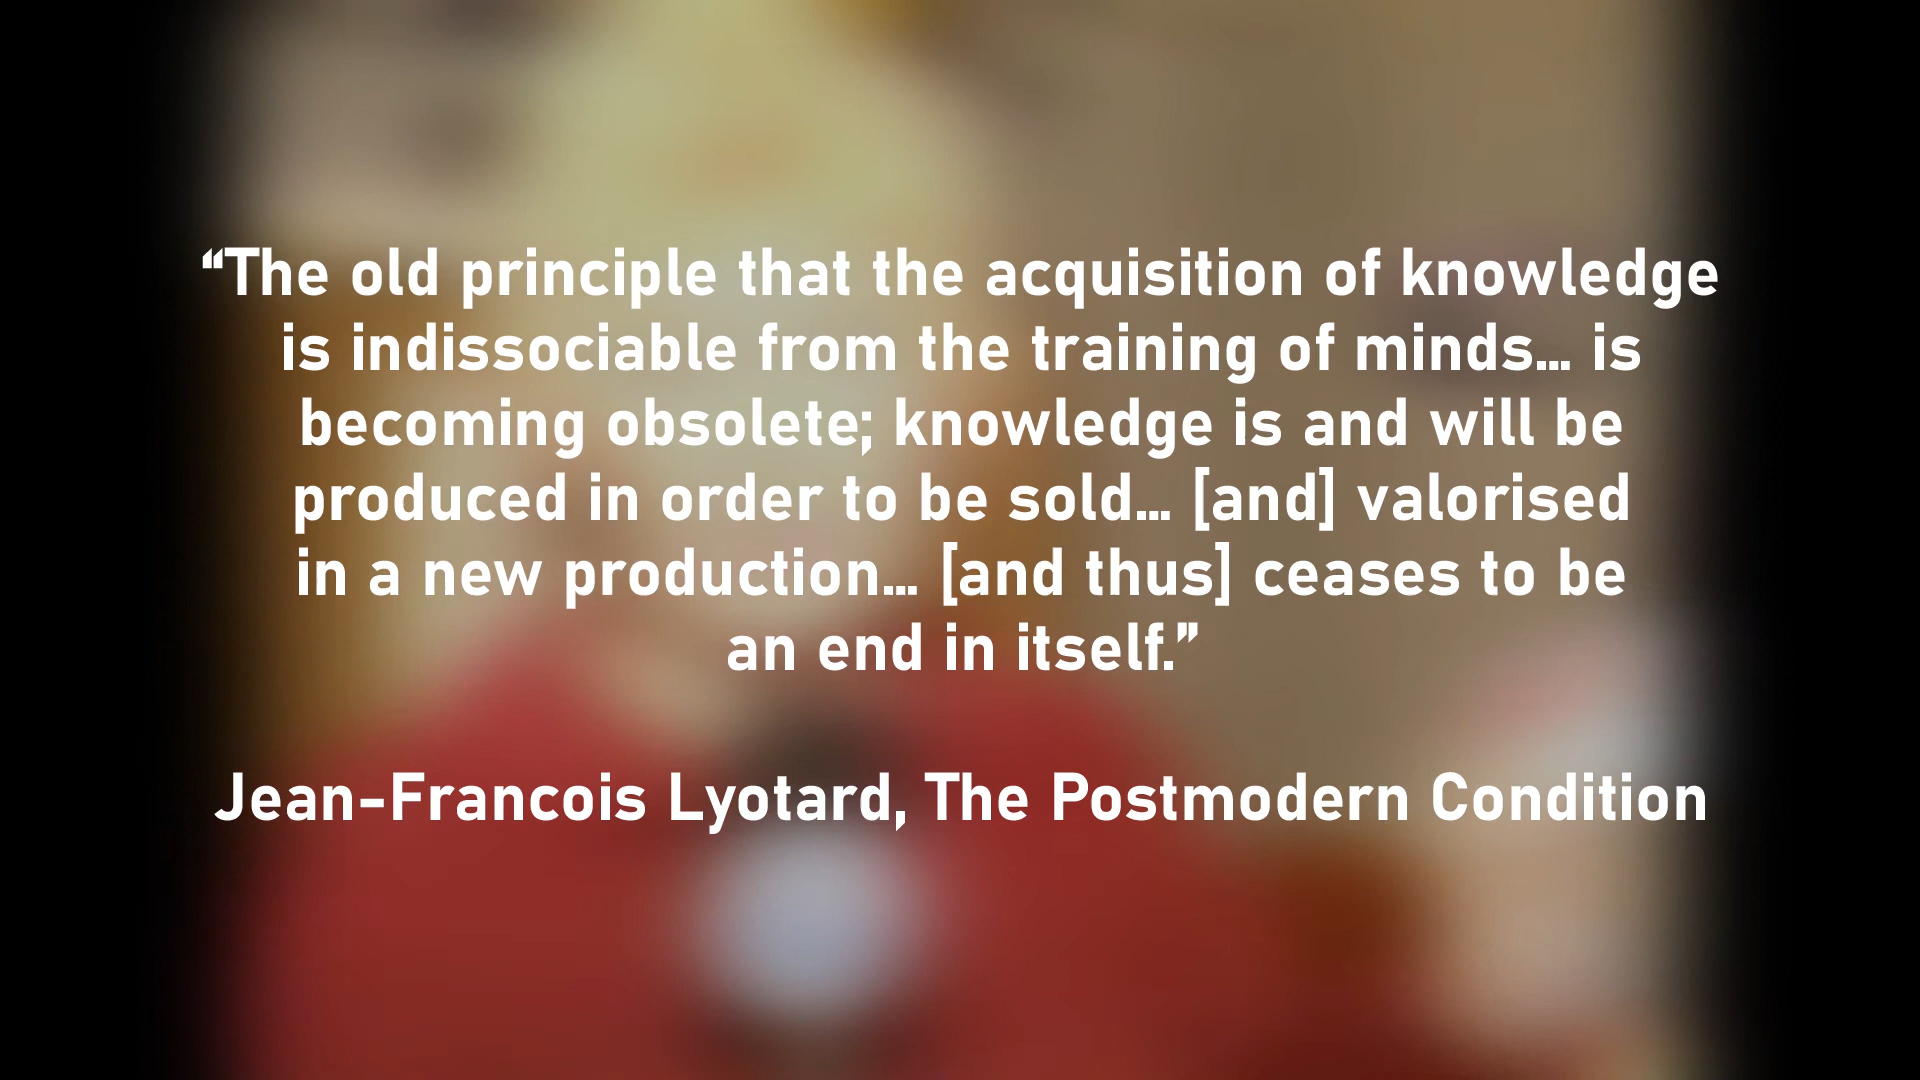 “The old principle that the acquisition of knowledge
is indissociable from the training of minds... is
becoming obsolete; knowledge is and will be
produced in order to be sold... [and] valorised
in a new production... [and thus] ceases to be
an end in itself.”
Jean-Francois Lyotard, The Postmodern Condition